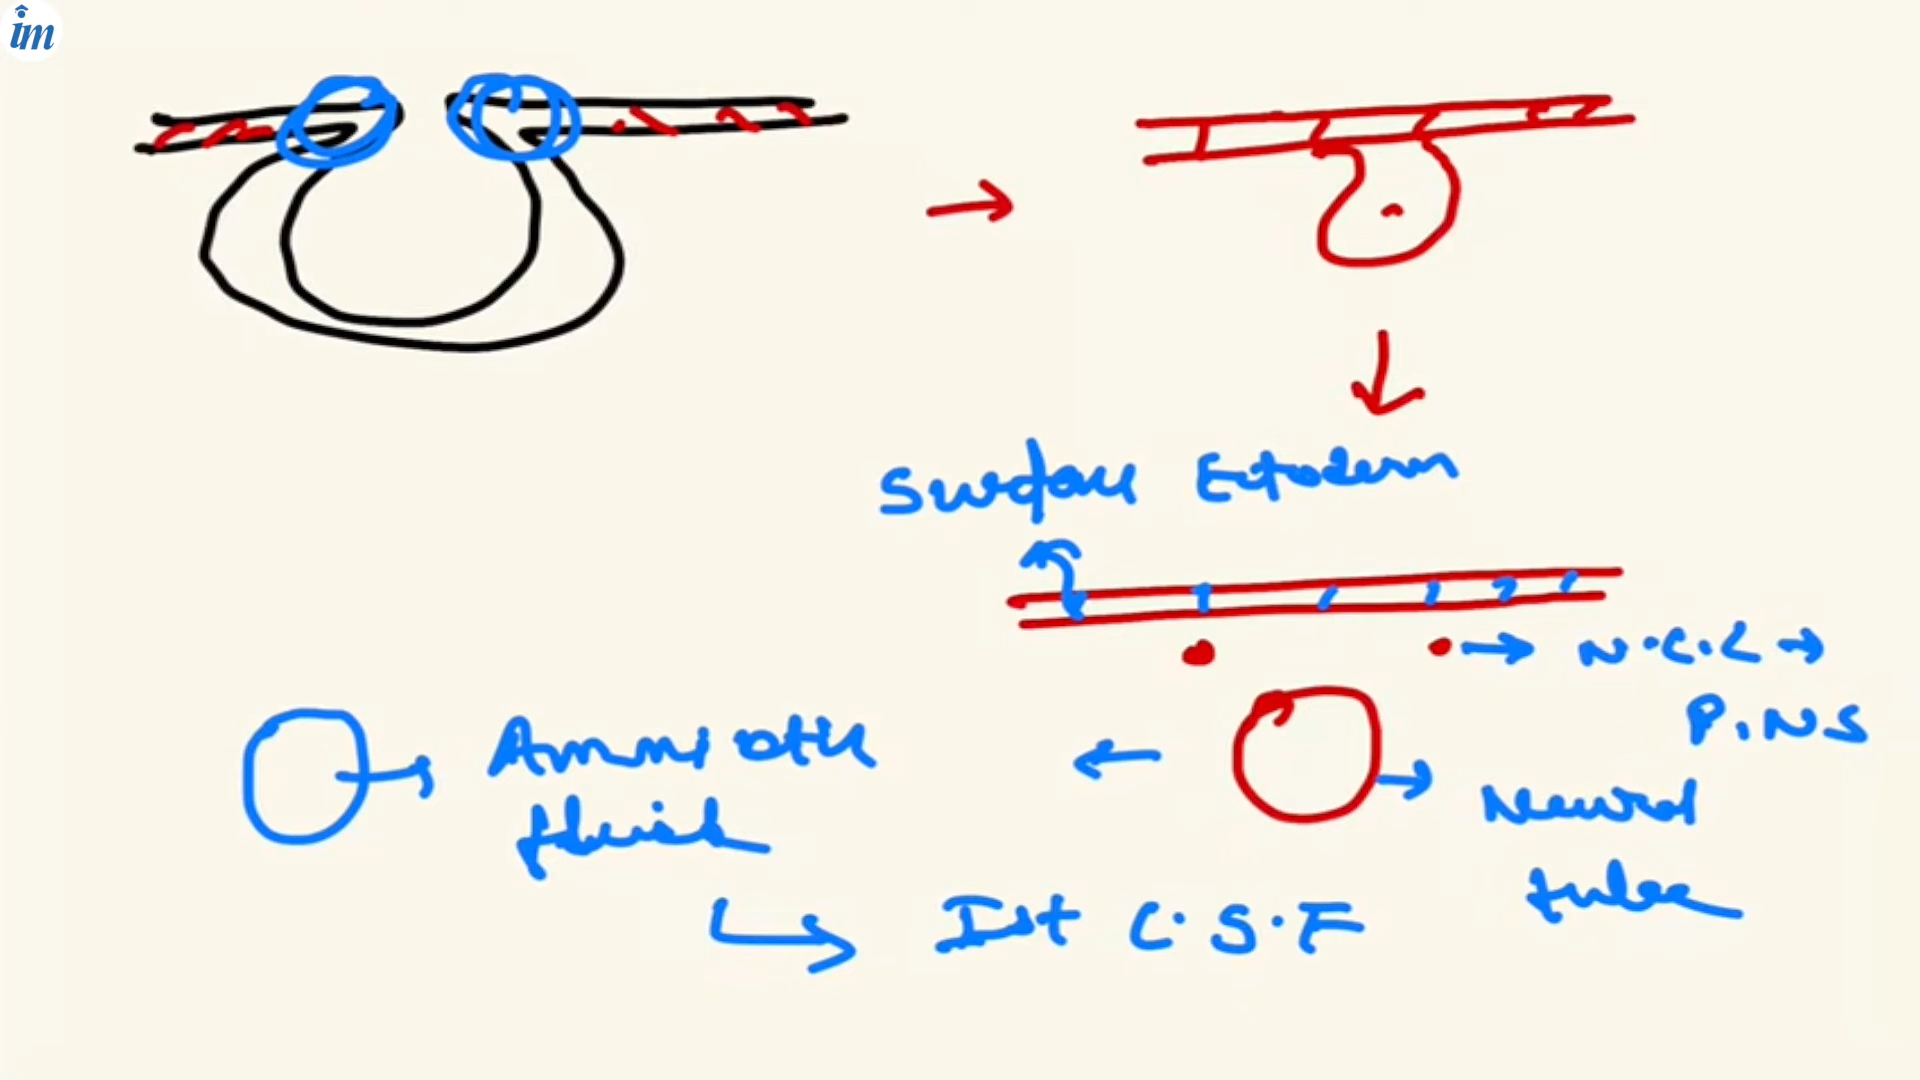 im
Surface Ectoderm
N.C.C →
P.N.S
Amniotic
fluid
Neural
tube
Ist C.S.F